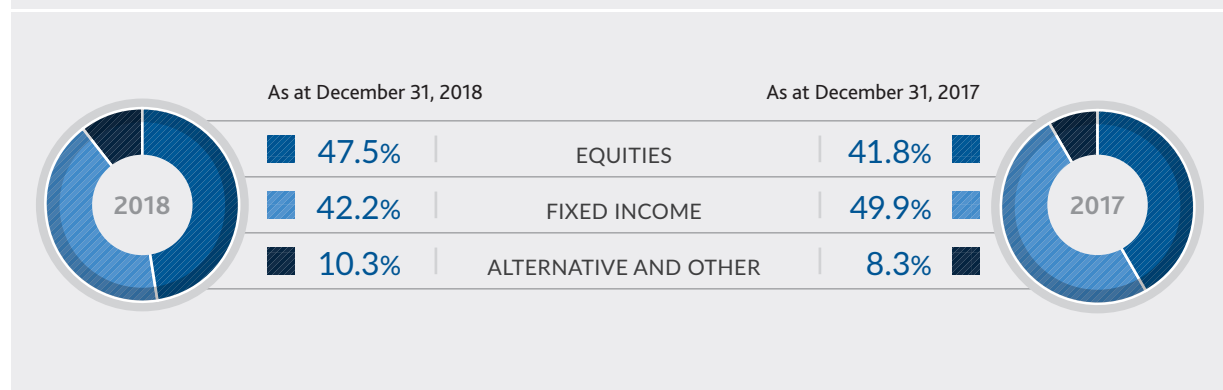 As at December 31, 2018 As at December 31, 2017
47.5% EQUITIES 41.8%
2018 42.2% FIXED INCOME 49.9% 2017
10.3% ALTERNATIVE AND OTHER 8.3%